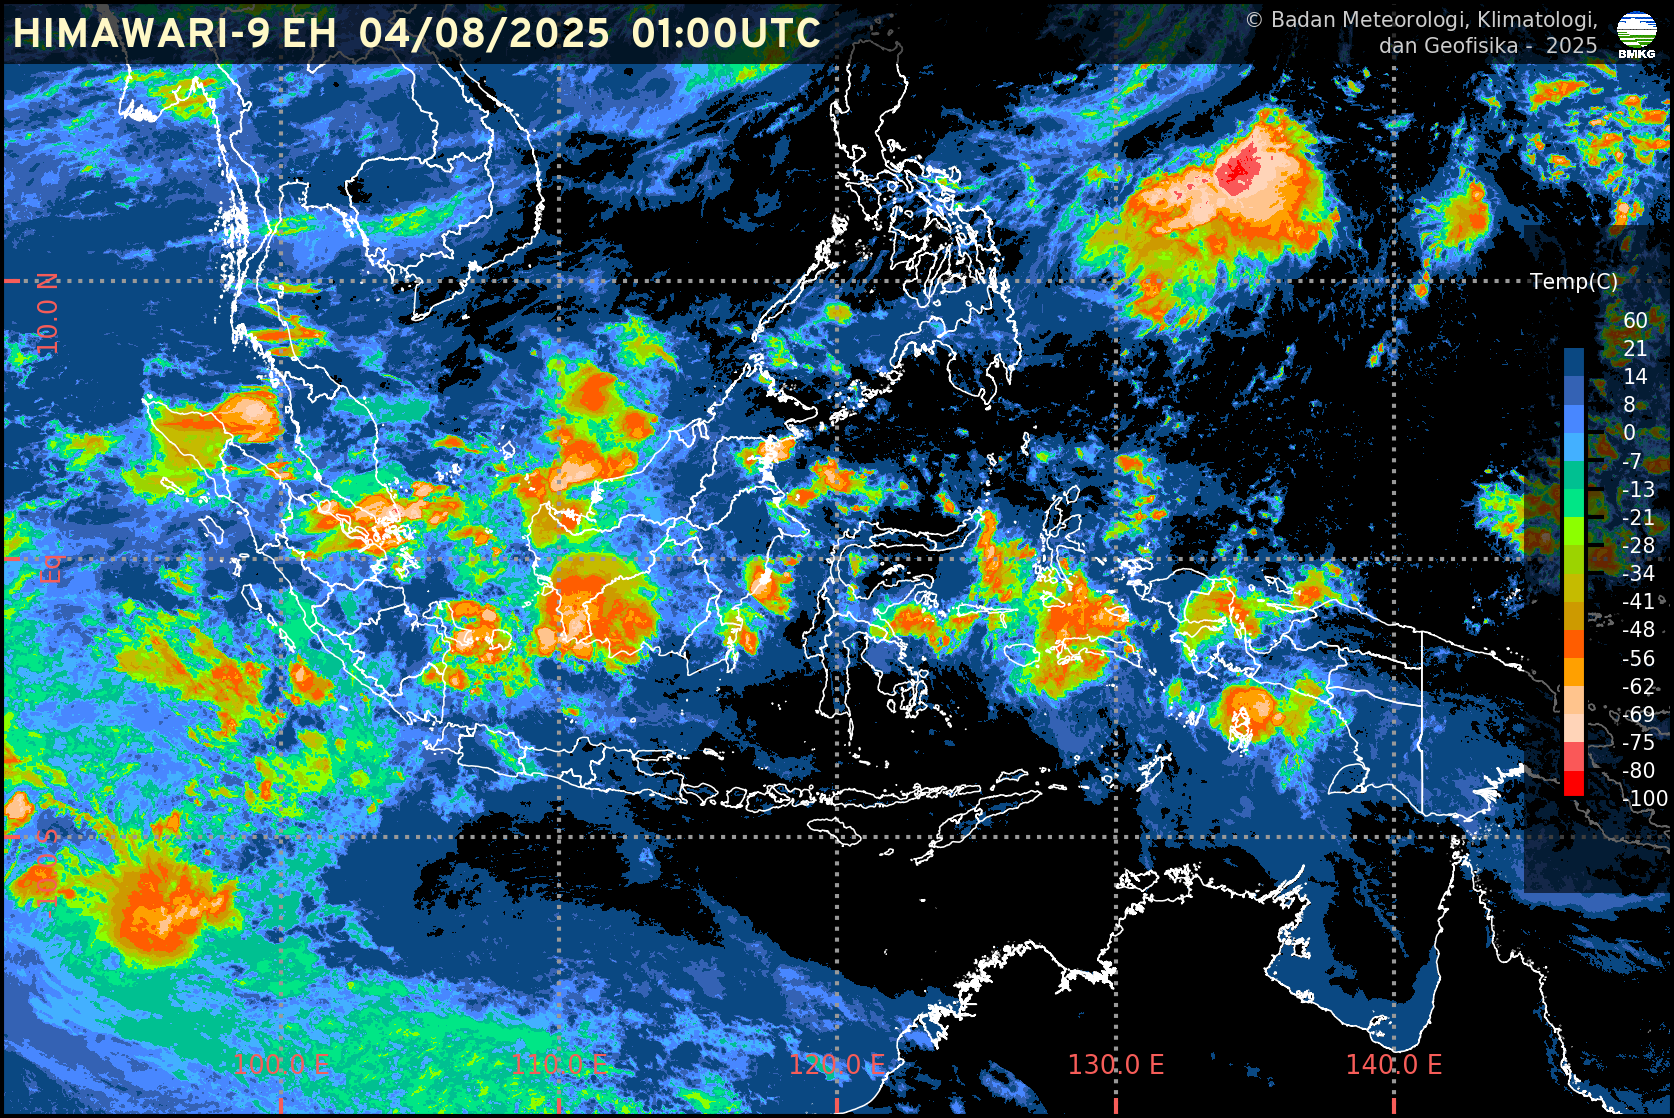 HIMAWARI-9 EH 04/08/2025 01:00UTC
© Badan Meteorologi, Klimatologi,
dan Geofisika - 2025
BMKG
10.0 N
Eq
-10.0 S
100.0 E
110.0 E
120.0 E
130.0 E
140.0 E
Temp(C)
60
21
14
8
0
-7
-13
-21
-28
-34
-41
-48
-56
-62
-69
-75
-80
-100